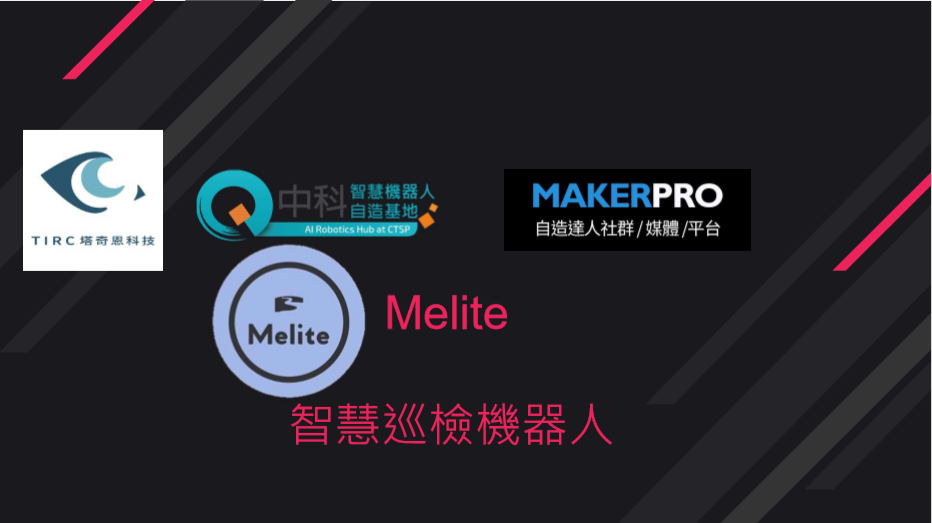 TIRC 塔奇恩科技
中科
智慧機器人
自造基地
AI Robotics Hub at CTSP
MAKERPRO
自造達人社群/媒體/平台
Melite
Melite
智慧巡檢機器人